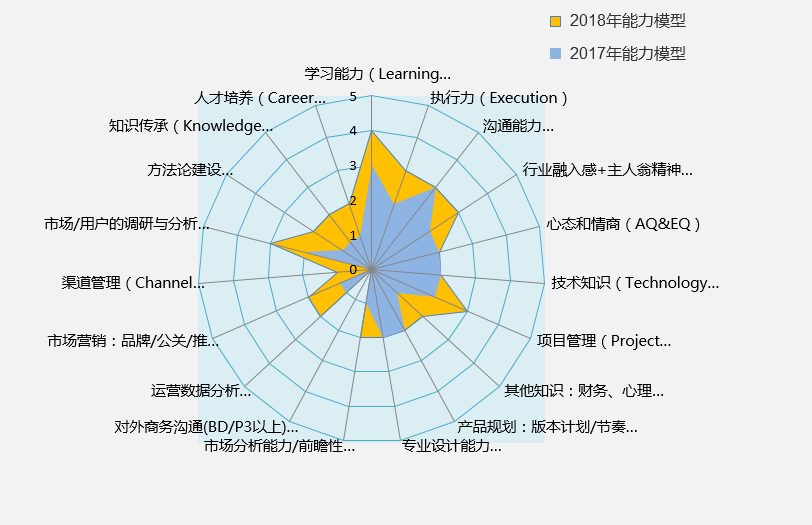 2018年能力模型
2017年能力模型
学习能力（Learning...
执行力（Execution）
沟通能力...
行业融入感+主人翁精神...
心态和情商（AQ&EQ）
技术知识（Technology...
项目管理（Project...
其他知识：财务、心理...
产品规划：版本计划/节奏...
专业设计能力...
市场分析能力/前瞻性...
对外商务沟通(BD/P3以上)...
运营数据分析...
市场营销：品牌/公关/推...
渠道管理（Channel...
市场/用户的调研与分析...
方法论建设...
知识传承（Knowledge...
人才培养（Career...
5
4
3
2
1
0